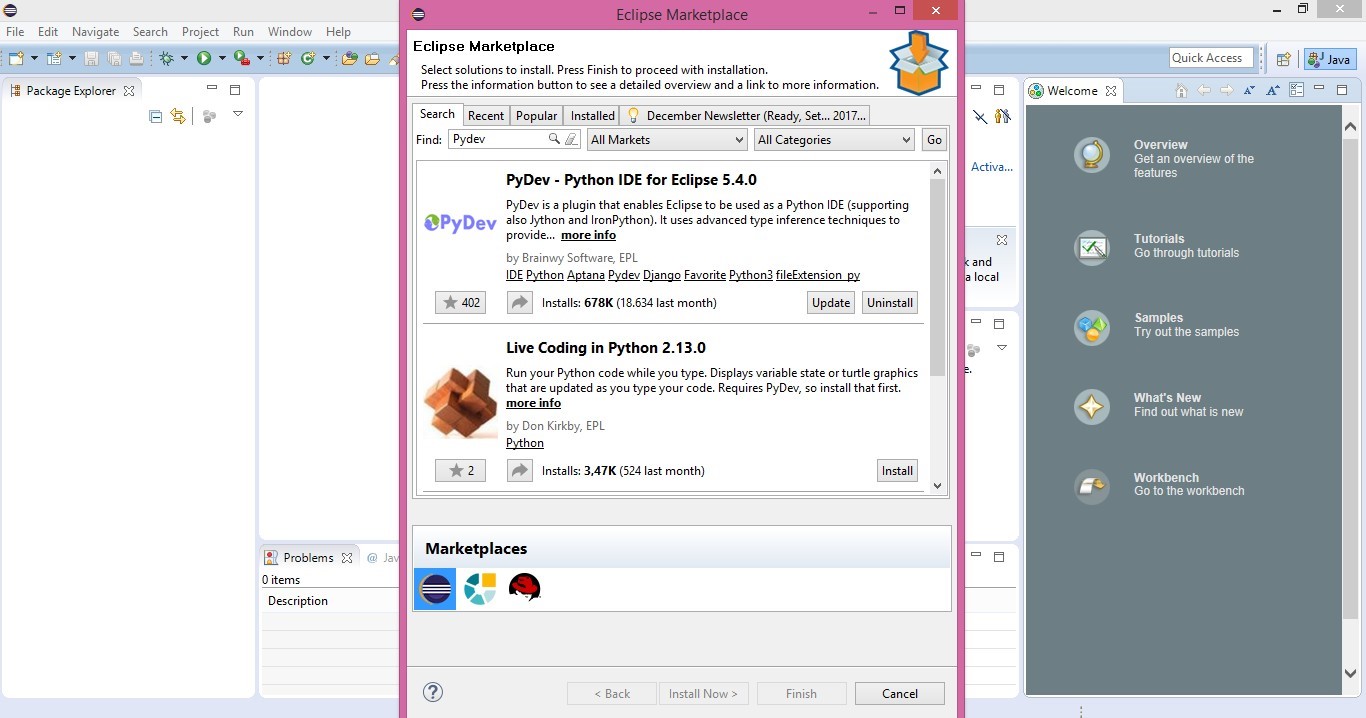 Eclipse Marketplace
File Edit Navigate Search Project Run Window Help
Quick Access
Java
Package Explorer
Eclipse Marketplace
Select solutions to install. Press Finish to proceed with installation.
Press the information button to see a detailed overview and a link to more information.
Search Recent Popular Installed December Newsletter (Ready, Set... 2017...
Find: Pydev All Markets All Categories Go
PyDev - Python IDE for Eclipse 5.4.0
PyDev
PyDev is a plugin that enables Eclipse to be used as a Python IDE (supporting
also Jython and IronPython). It uses advanced type inference techniques to
provide... more info
by Brainwy Software, EPL
IDE Python Aptana Pydev Django Favorite Python3 fileExtension_py
402 Installs: 678K (18.634 last month) Update Uninstall
Live Coding in Python 2.13.0
Run your Python code while you type. Displays variable state or turtle graphics
that are updated as you type your code. Requires PyDev, so install that first.
more info
by Don Kirkby, EPL
Python
2 Installs: 3,47K (524 last month) Install
Marketplaces
? < Back Install Now > Finish Cancel
Problems @ Jav
0 items
Description
Activa...
k and
a local
e.
Welcome
Overview
Get an overview of the
features
Tutorials
Go through tutorials
Samples
Try out the samples
What's New
Find out what is new
Workbench
Go to the workbench